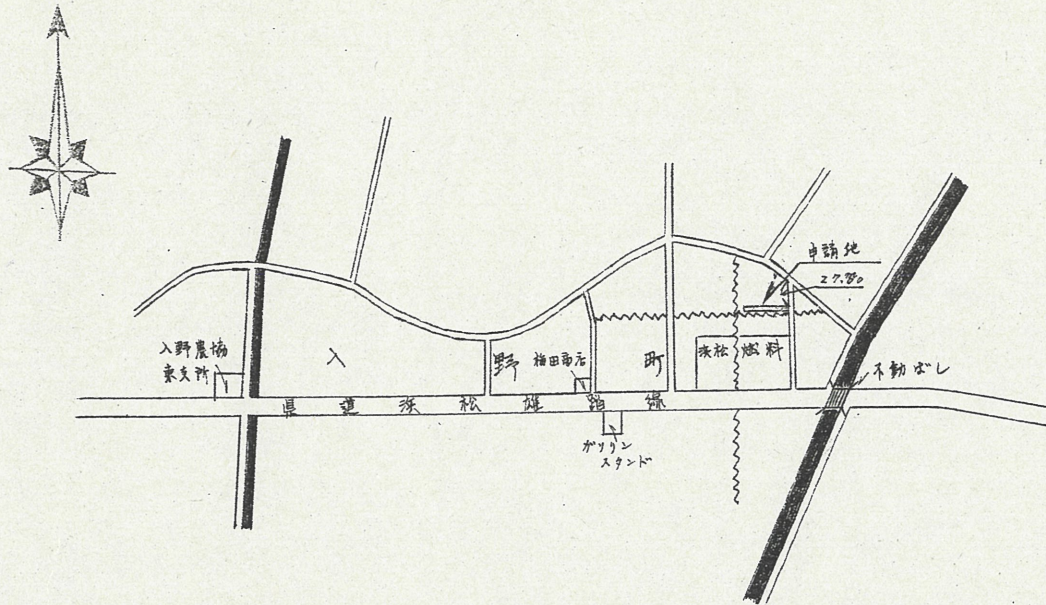 申請地
27.80
入野農協
東支所
入野町
梅田商店
浜松燃料
不動ばし
県道浜松雄踏線
ガソリン
スタンド